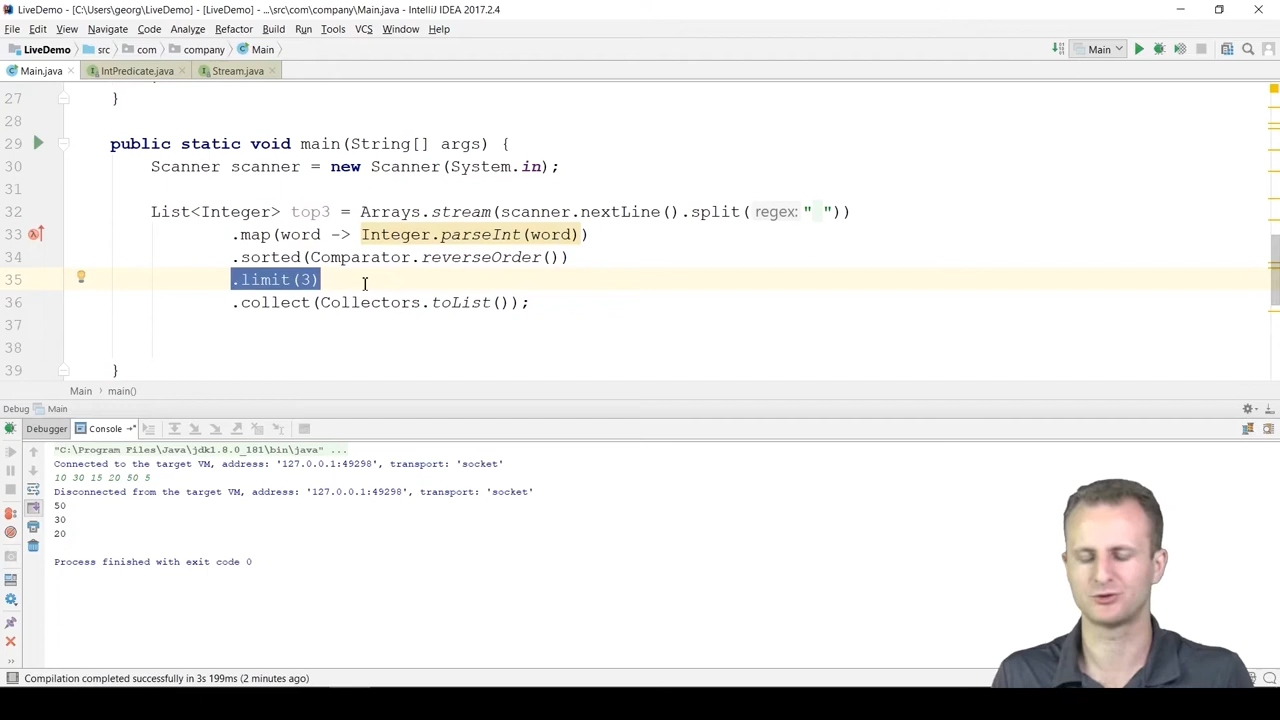 LiveDemo - [C:\Users\georg\LiveDemo] - [LiveDemo] - ...\src\com\company\Main.java - IntelliJ IDEA 2017.2.4
File Edit View Navigate Code Analyze Refactor Build Run Tools VCS Window Help
LiveDemo src com company Main Main
Main.java IntPredicate.java Stream.java
27 }
28
29 public static void main(String[] args) {
30 Scanner scanner = new Scanner(System.in);
31
32 List<Integer> top3 = Arrays.stream(scanner.nextLine().split( regex: " "))
33 .map(word -> Integer.parseInt(word))
34 .sorted(Comparator.reverseOrder())
35 .limit(3)
36 .collect(Collectors.toList());
37
38
39 }
Main › main()
Debug Main
Debugger Console
"C:\Program Files\Java\jdk1.8.0_181\bin\java" ...
Connected to the target VM, address: '127.0.0.1:49298', transport: 'socket'
10 30 15 20 50 5
Disconnected from the target VM, address: '127.0.0.1:49298', transport: 'socket'
50
30
20
Process finished with exit code 0
Compilation completed successfully in 3s 199ms (2 minutes ago)